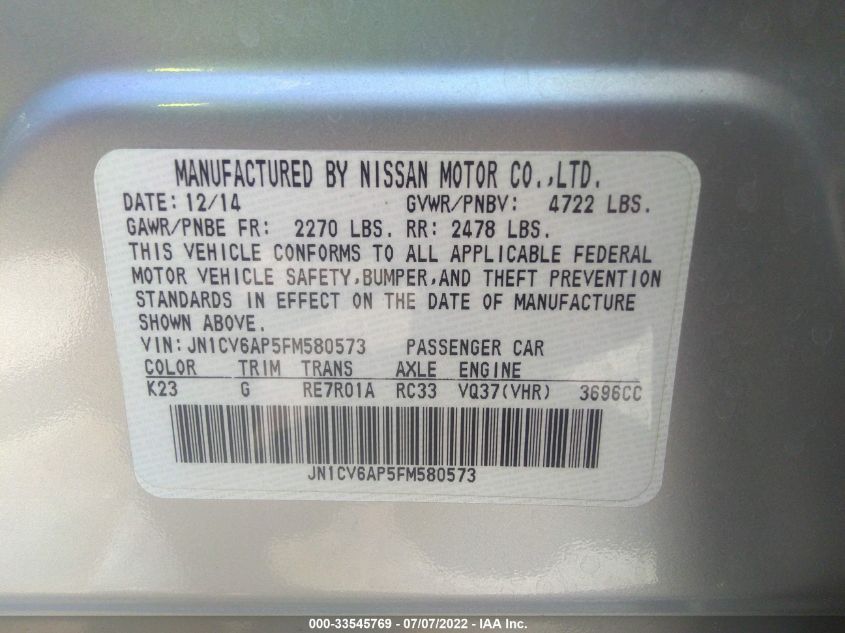 MANUFACTURED BY NISSAN MOTOR CO.,LTD.
DATE: 12/14 GVWR/PNBV: 4722 LBS.
GAWR/PNBE FR: 2270 LBS. RR: 2478 LBS.
THIS VEHICLE CONFORMS TO ALL APPLICABLE FEDERAL
MOTOR VEHICLE SAFETY,BUMPER,AND THEFT PREVENTION
STANDARDS IN EFFECT ON THE DATE OF MANUFACTURE
SHOWN ABOVE.
VIN: JN1CV6AP5FM580573 PASSENGER CAR
COLOR TRIM TRANS AXLE ENGINE
K23 G RE7R01A RC33 VQ37(VHR) 3696CC
JN1CV6AP5FM580573
000-33545769 - 07/07/2022 - IAA Inc.